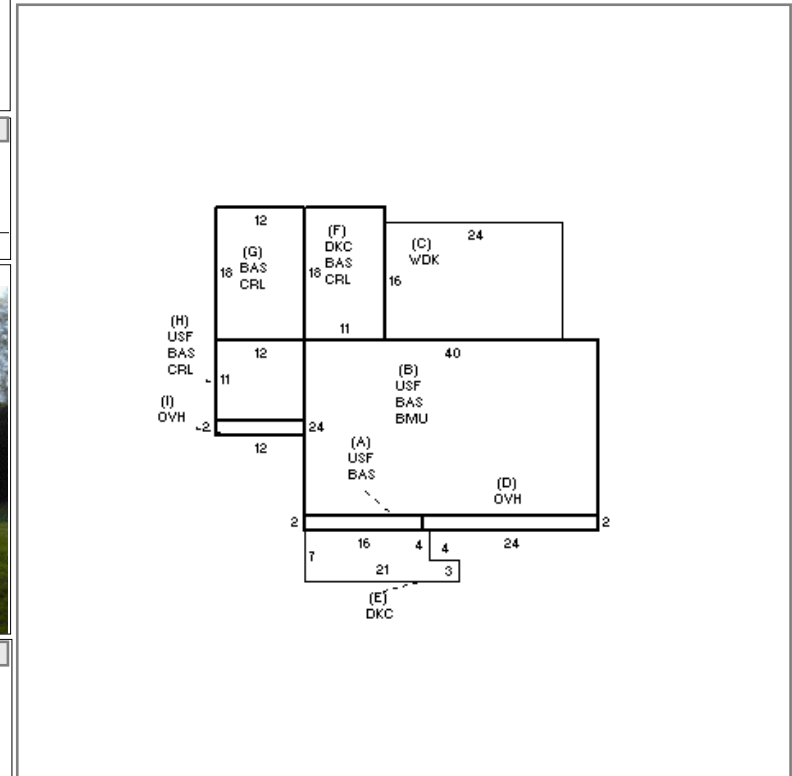 12
(F)
DKC
BAS
CRL
24
(C)
WDK
(G)
BAS
CRL
18
18
16
11
(H)
USF
BAS
CRL
12
40
11
(B)
USF
BAS
BMU
(I)
OVH
2
24
12
(A)
USF
BAS
(D)
OVH
2
2
16
4
4
24
7
21
3
(E)
DKC